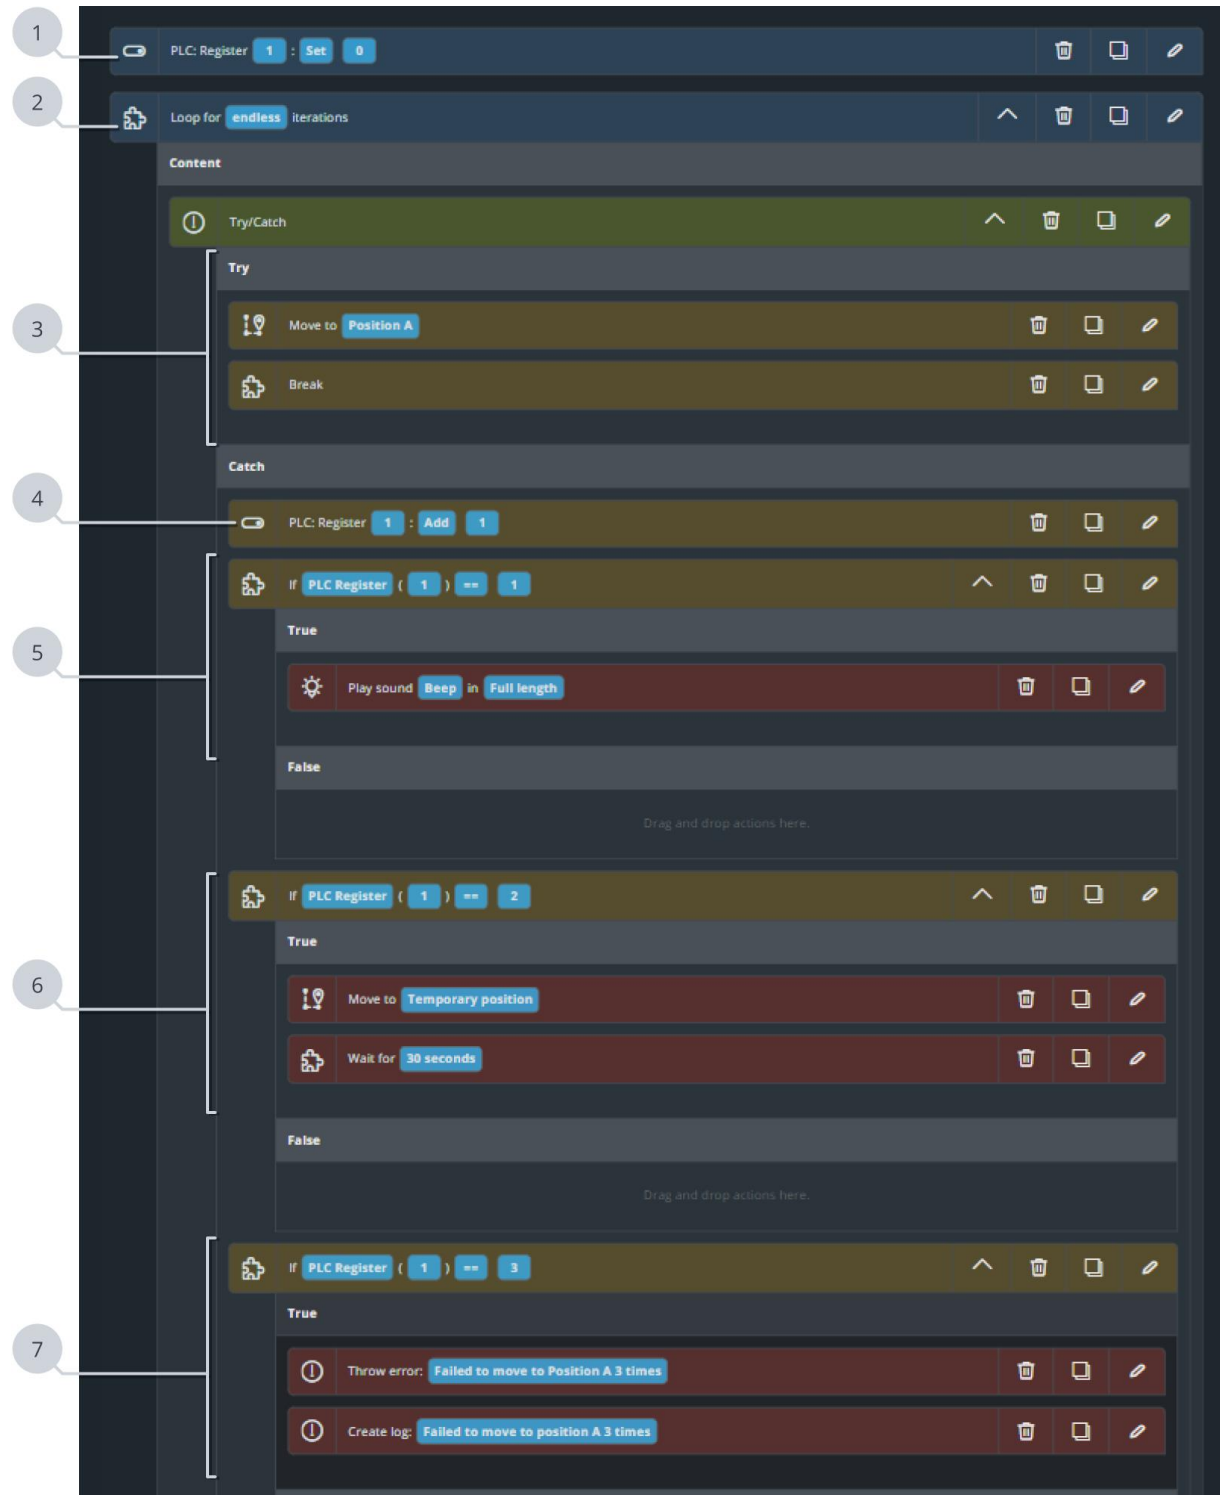 1
PLC: Register 1 : Set 0
2
Loop for endless iterations
Content
Try/Catch
Try
3
Move to Position A
Break
Catch
4
PLC: Register 1 : Add 1
If PLC Register ( 1 ) == 1
True
5
Play sound Beep in Full length
False
Drag and drop actions here.
If PLC Register ( 1 ) == 2
True
6
Move to Temporary position
Wait for 30 seconds
False
Drag and drop actions here.
If PLC Register ( 1 ) == 3
True
7
Throw error: Failed to move to Position A 3 times
Create log: Failed to move to position A 3 times